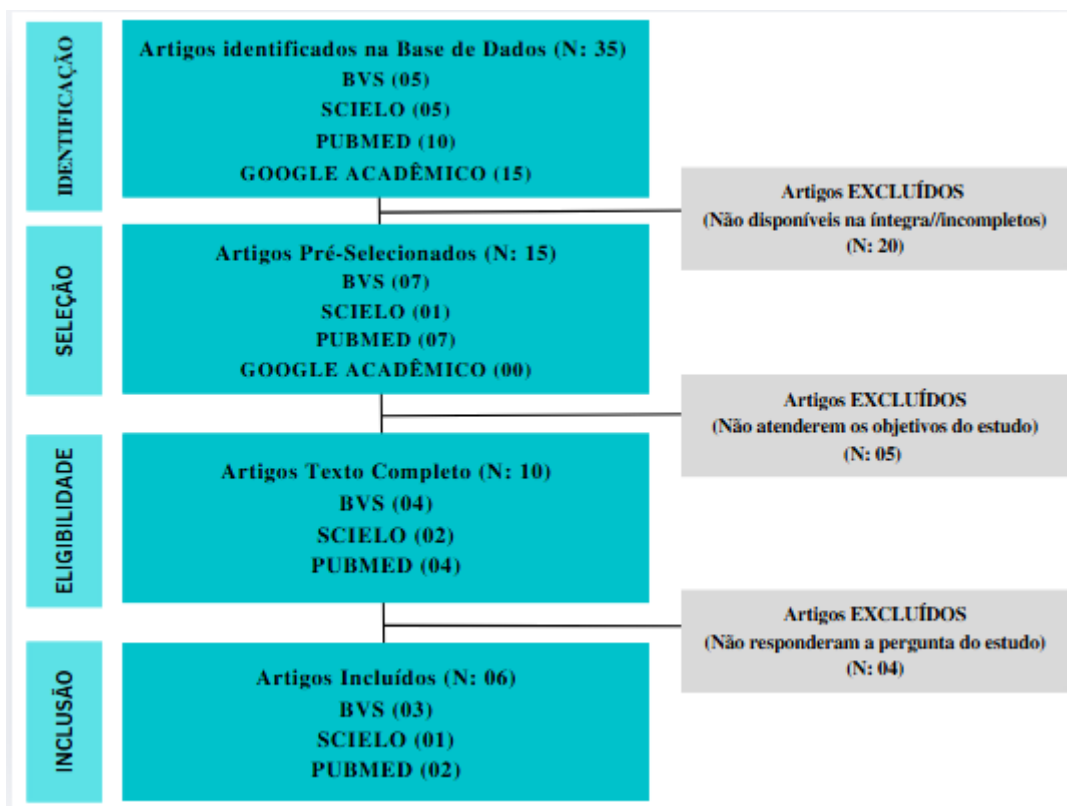 IDENTIFICAÇÃO
Artigos identificados na Base de Dados (N: 35)
BVS (05)
SCIELO (05)
PUBMED (10)
GOOGLE ACADÊMICO (15)
Artigos EXCLUÍDOS
(Não disponíveis na íntegra//incompletos)
(N: 20)
SELEÇÃO
Artigos Pré-Selecionados (N: 15)
BVS (07)
SCIELO (01)
PUBMED (07)
GOOGLE ACADÊMICO (00)
Artigos EXCLUÍDOS
(Não atenderem os objetivos do estudo)
(N: 05)
ELIGIBILIDADE
Artigos Texto Completo (N: 10)
BVS (04)
SCIELO (02)
PUBMED (04)
Artigos EXCLUÍDOS
(Não responderam a pergunta do estudo)
(N: 04)
INCLUSÃO
Artigos Incluídos (N: 06)
BVS (03)
SCIELO (01)
PUBMED (02)